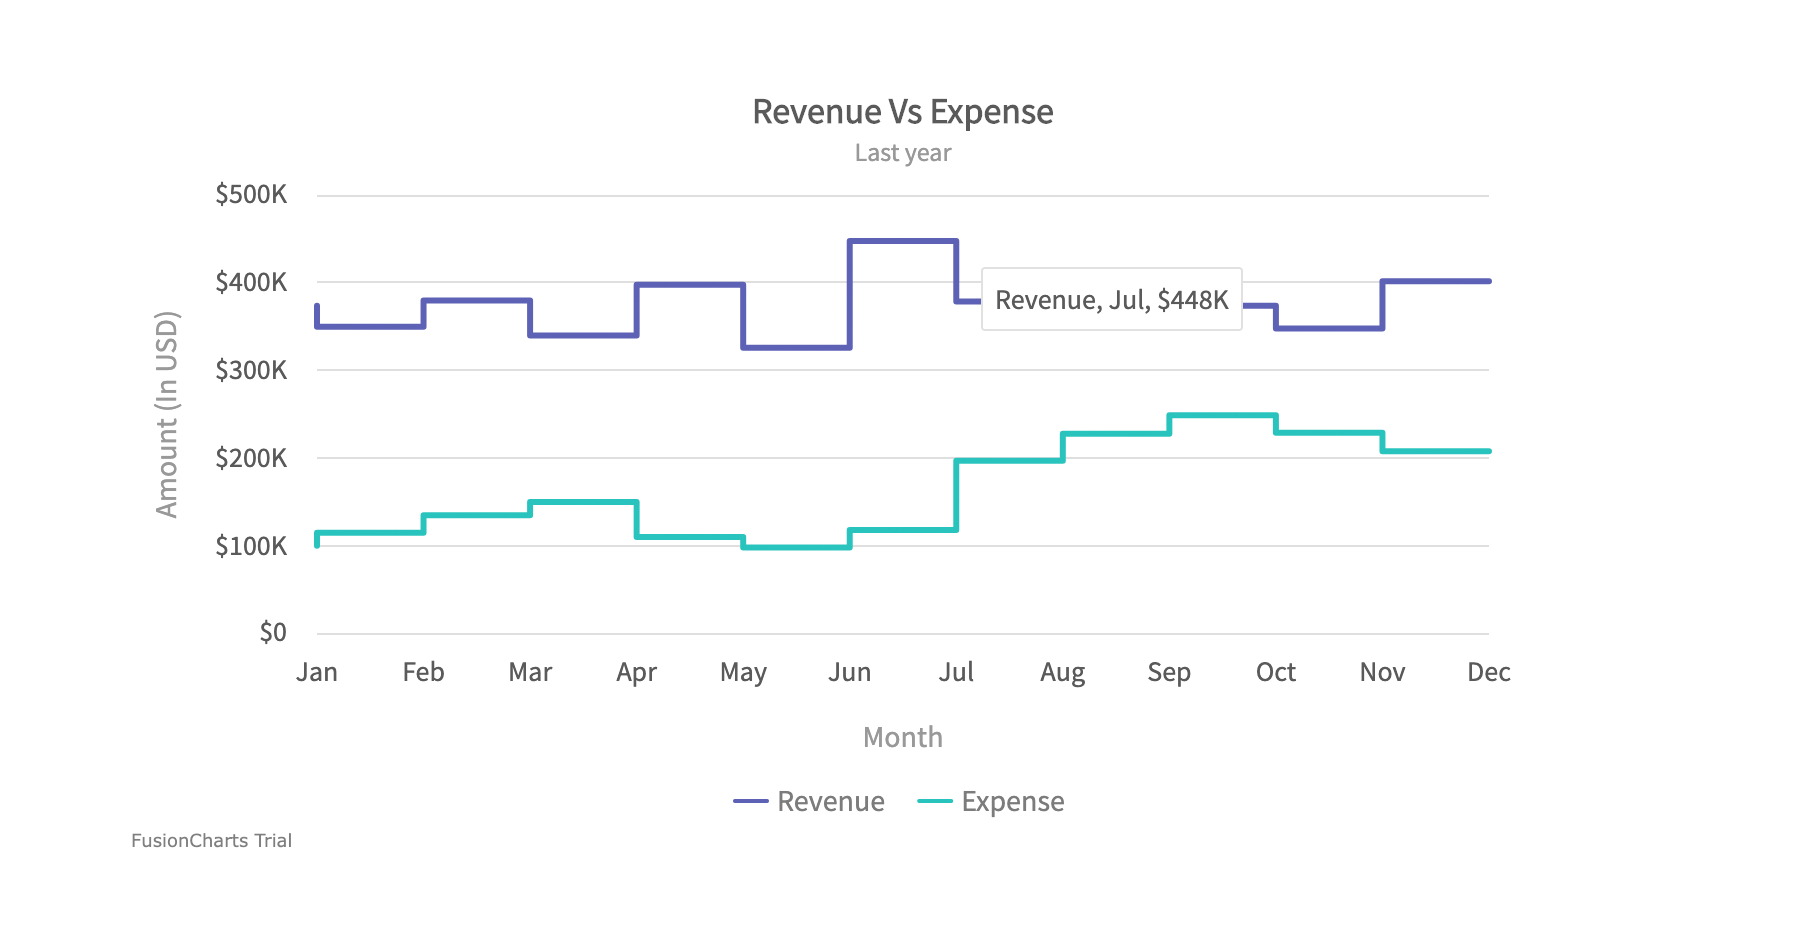 Revenue Vs Expense
Last year
$500K
$400K
$300K
$200K
$100K
$0
Amount (In USD)
Revenue, Jul, $448K
Jan Feb Mar Apr May Jun Jul Aug Sep Oct Nov Dec
Month
Revenue Expense
FusionCharts Trial